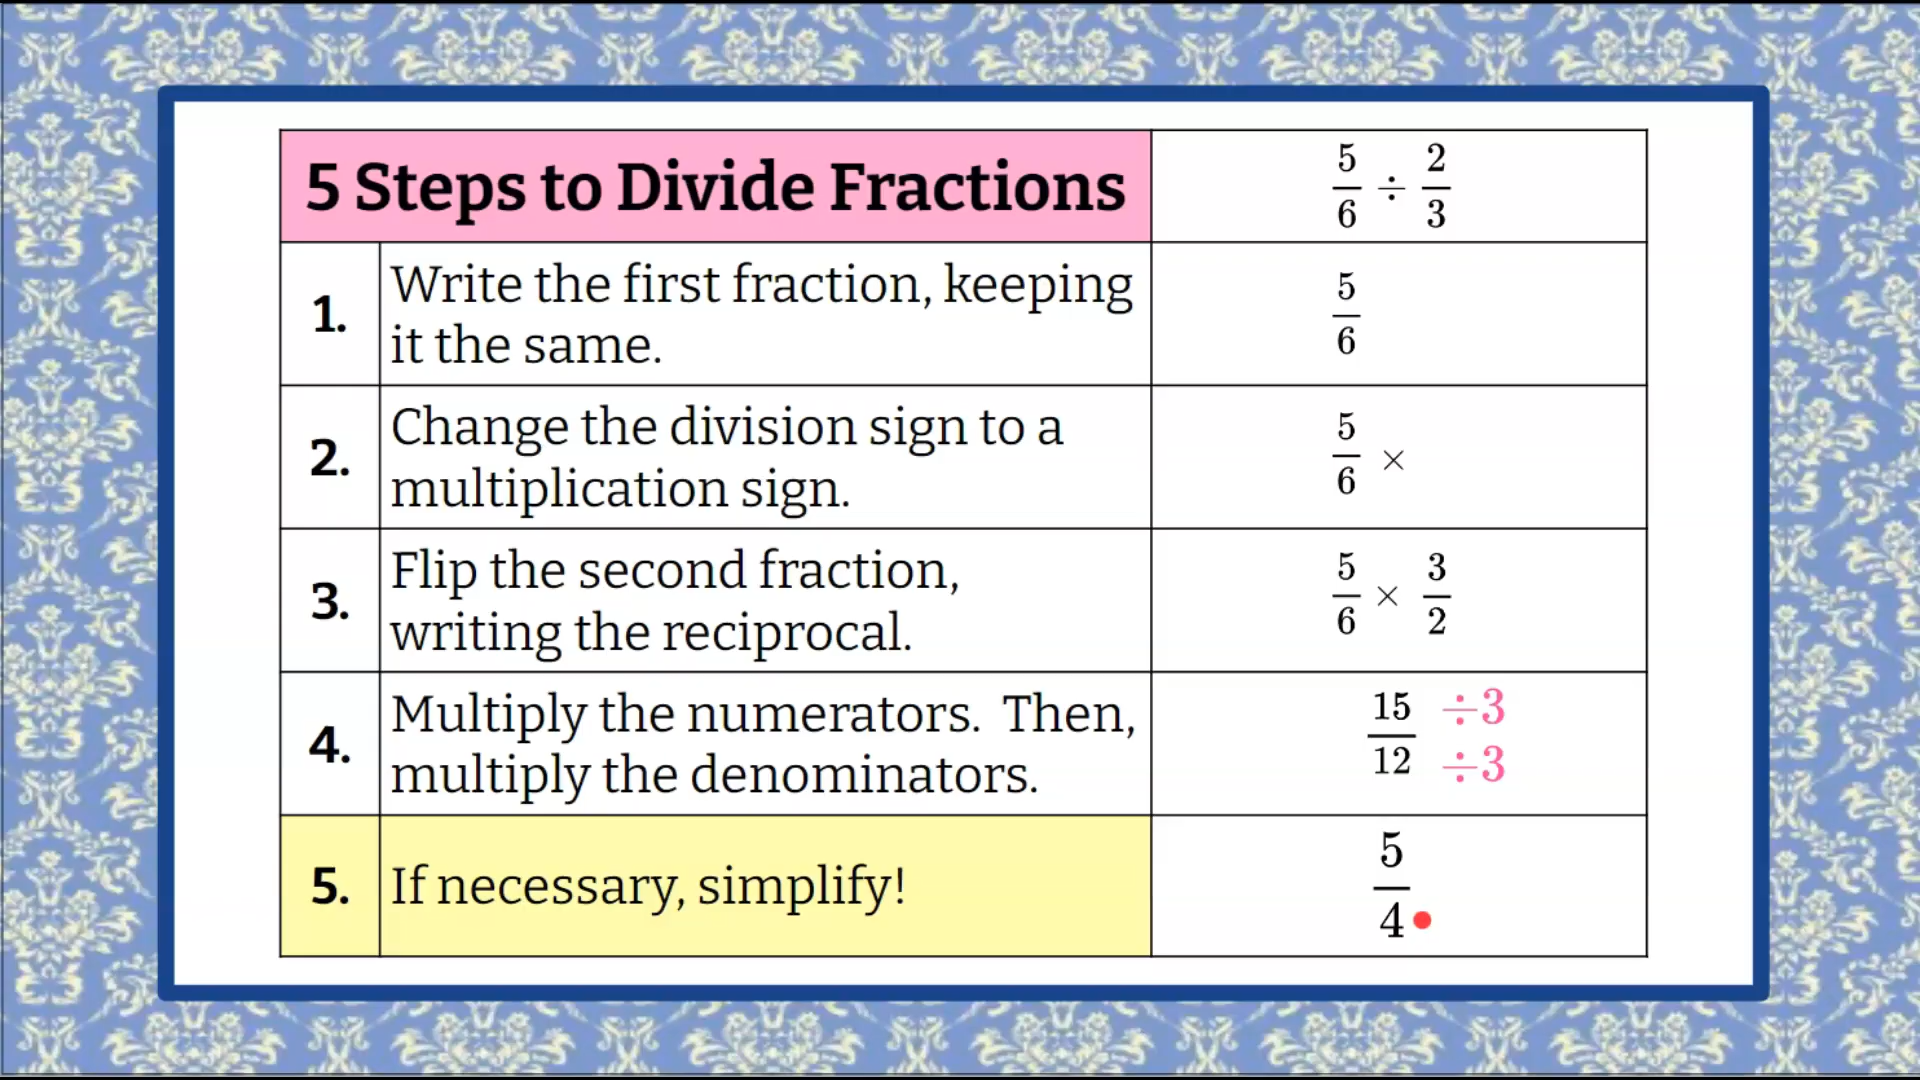 5 Steps to Divide Fractions
5/6 ÷ 2/3
1. Write the first fraction, keeping
it the same.
5/6
2. Change the division sign to a
multiplication sign.
5/6 ×
3. Flip the second fraction,
writing the reciprocal.
5/6 × 3/2
4. Multiply the numerators. Then,
multiply the denominators.
15/12 ÷3 ÷3
5. If necessary, simplify!
5/4